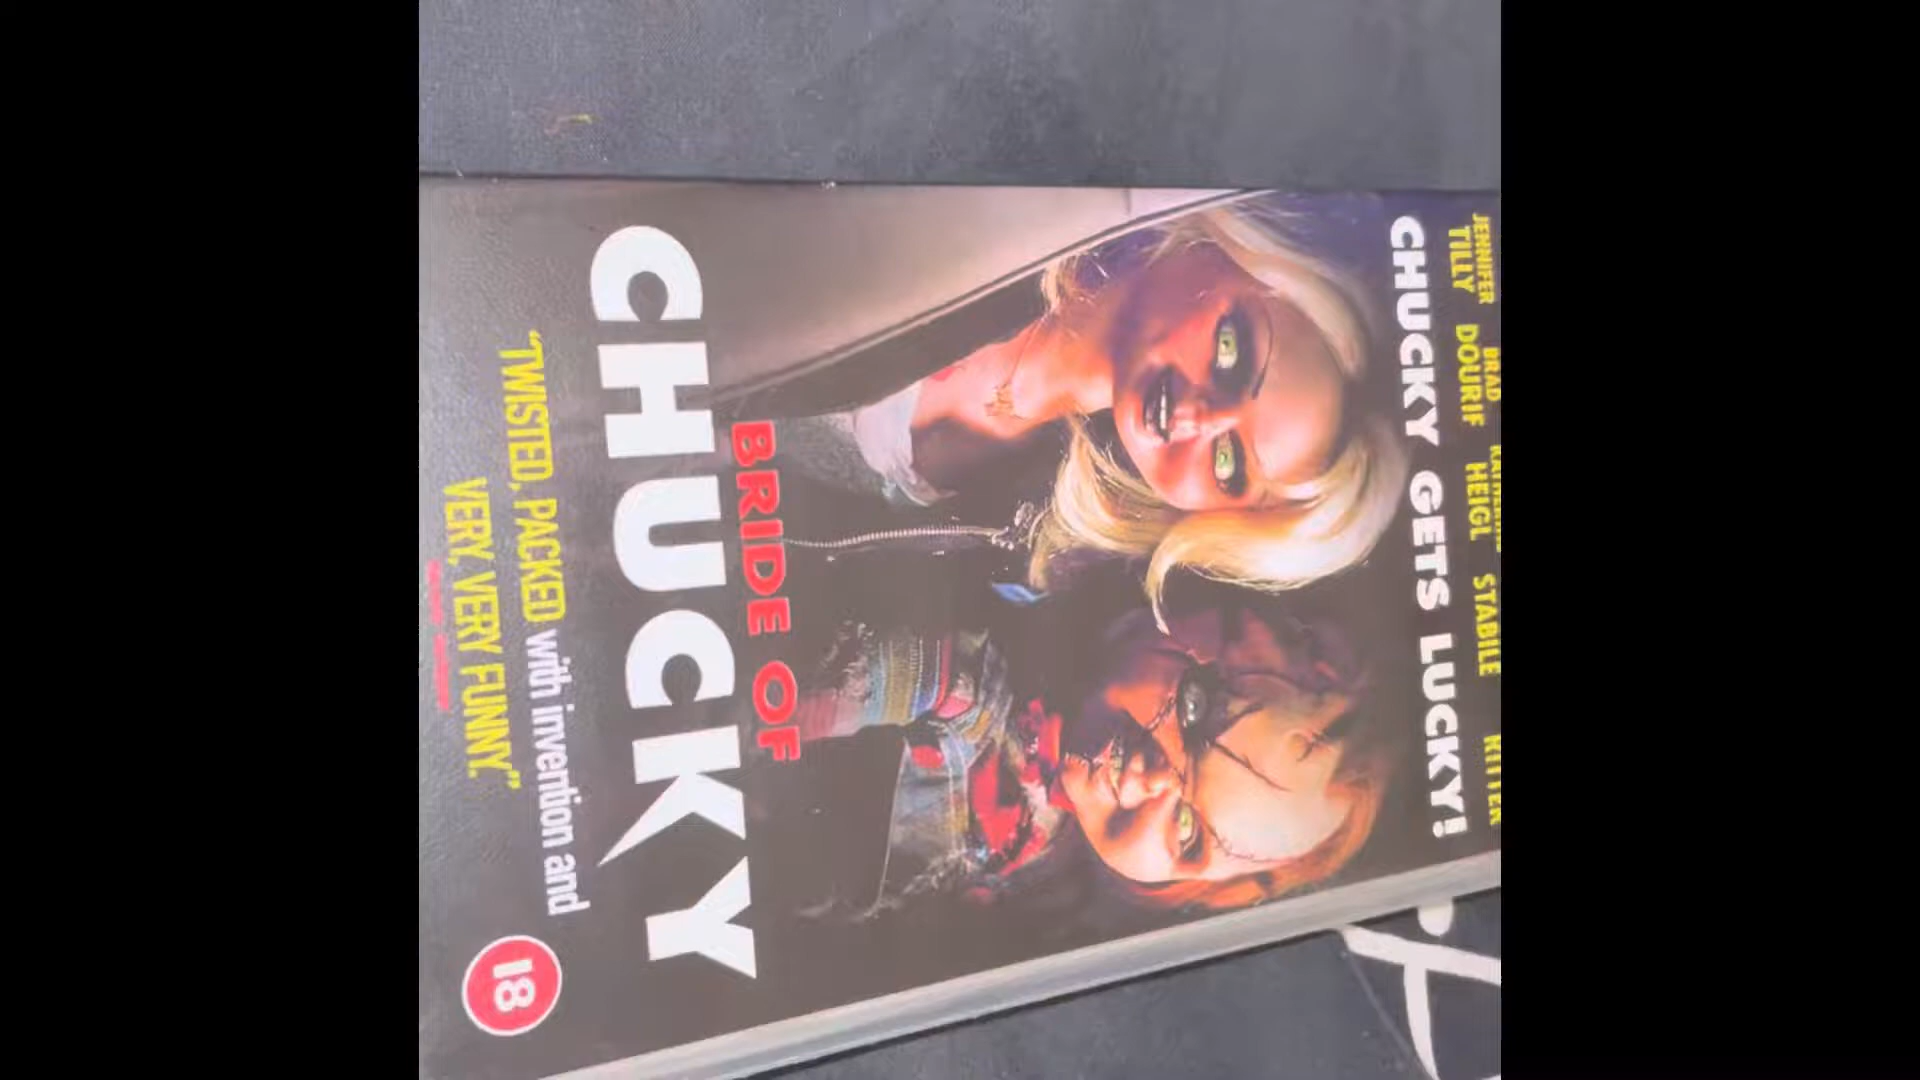 JENNIFER BRAD
TILLY DOURIF HEIGL STABILE RITTER
CHUCKY GETS LUCKY!
BRIDE OF
CHUCKY
"TWISTED, PACKED with invention and
VERY, VERY FUNNY."
18